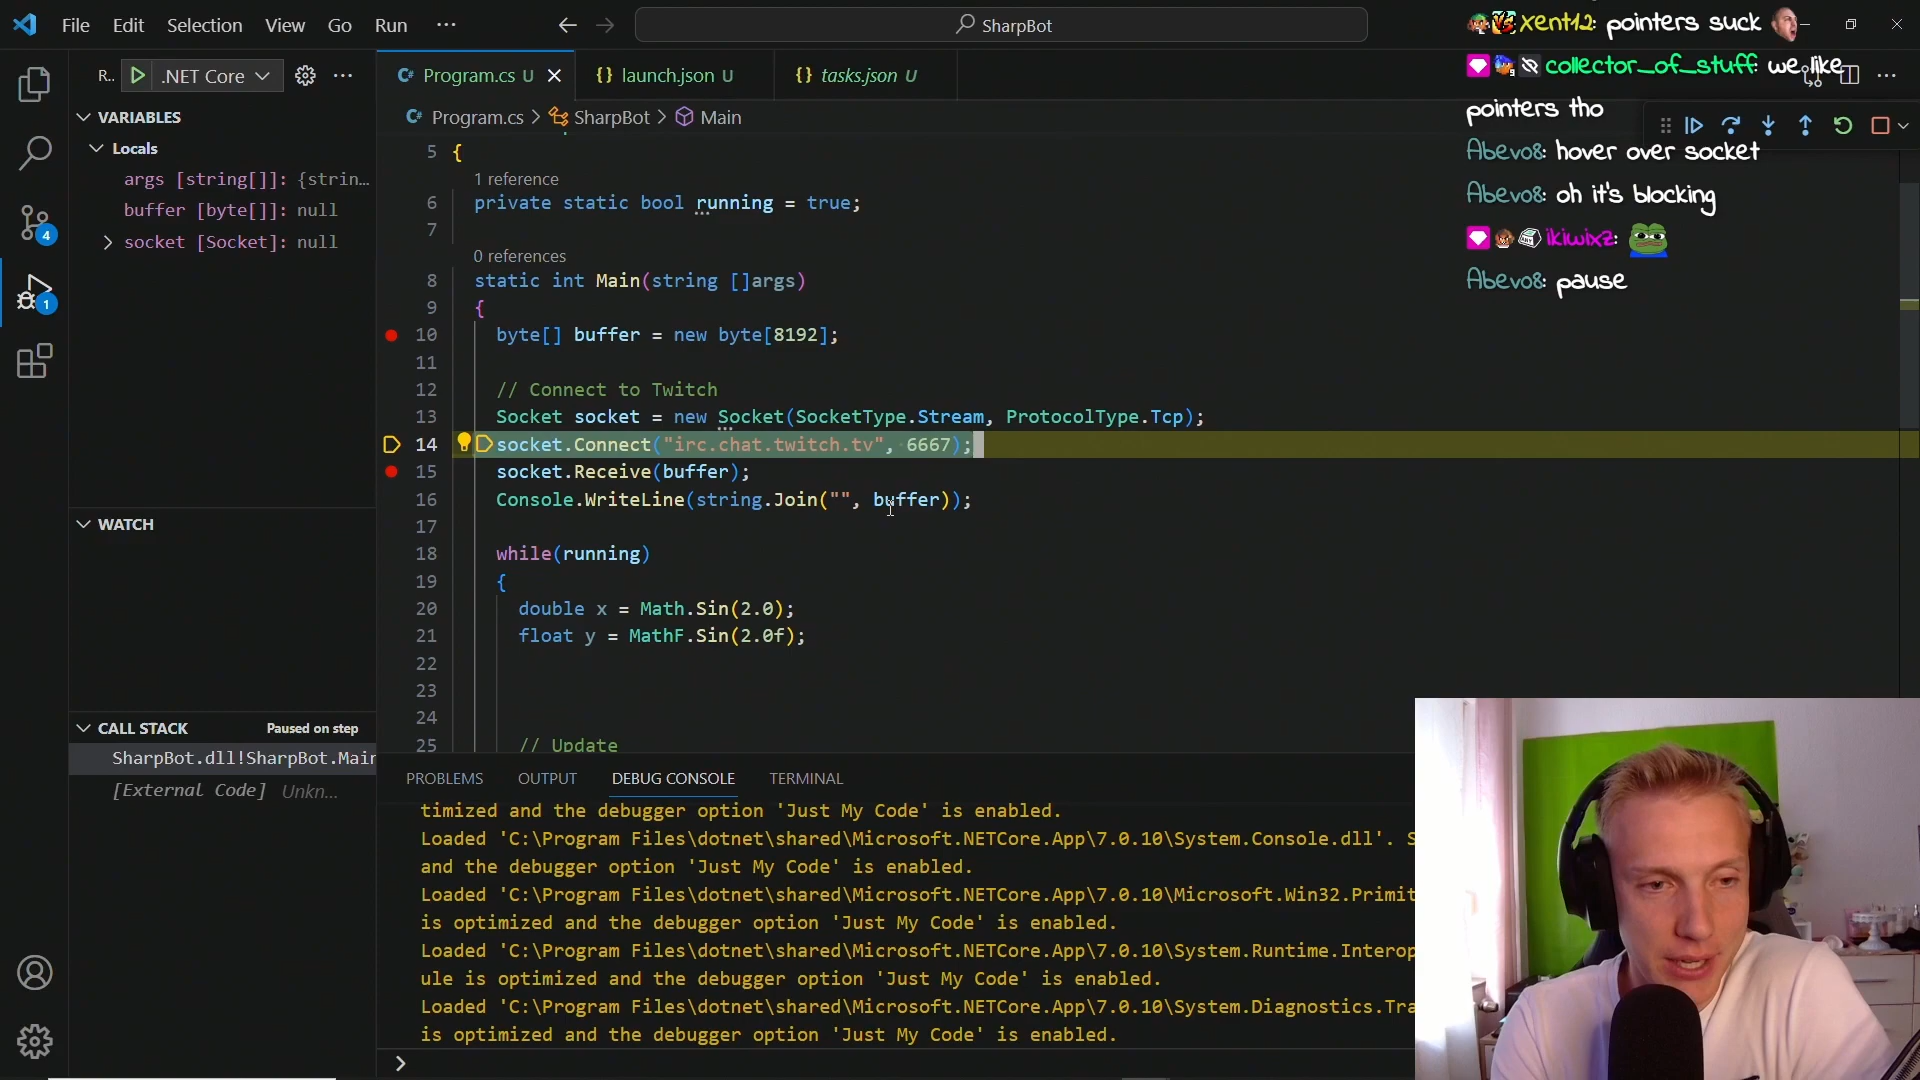 File Edit Selection View Go Run ··· SharpBot
R.. .NET Core ···
Program.cs U launch.json U tasks.json U ···
Program.cs > SharpBot > Main
VARIABLES
Locals
args [string[]]: {strin…
buffer [byte[]]: null
socket [Socket]: null
WATCH
CALL STACK Paused on step
SharpBot.dll!SharpBot.Main
[External Code] Unkn...
4
1
5 {
1 reference
6 private static bool running = true;
7
0 references
8 static int Main(string []args)
9 {
10 byte[] buffer = new byte[8192];
11
12 // Connect to Twitch
13 Socket socket = new Socket(SocketType.Stream, ProtocolType.Tcp);
14 socket.Connect("irc.chat.twitch.tv", 6667);
15 socket.Receive(buffer);
16 Console.WriteLine(string.Join("", buffer));
17
18 while(running)
19 {
20 double x = Math.Sin(2.0);
21 float y = MathF.Sin(2.0f);
22
23
24
25 // Update
PROBLEMS OUTPUT DEBUG CONSOLE TERMINAL
timized and the debugger option 'Just My Code' is enabled.
Loaded 'C:\Program Files\dotnet\shared\Microsoft.NETCore.App\7.0.10\System.Console.dll'. S
and the debugger option 'Just My Code' is enabled.
Loaded 'C:\Program Files\dotnet\shared\Microsoft.NETCore.App\7.0.10\Microsoft.Win32.Primit
is optimized and the debugger option 'Just My Code' is enabled.
Loaded 'C:\Program Files\dotnet\shared\Microsoft.NETCore.App\7.0.10\System.Runtime.Interop
ule is optimized and the debugger option 'Just My Code' is enabled.
Loaded 'C:\Program Files\dotnet\shared\Microsoft.NETCore.App\7.0.10\System.Diagnostics.Tra
is optimized and the debugger option 'Just My Code' is enabled.
>
xent12: pointers suck
collector_of_stuff: we like
pointers tho
Abevo8: hover over socket
Abevo8: oh it's blocking
ikiwixz:
Abevo8: pause